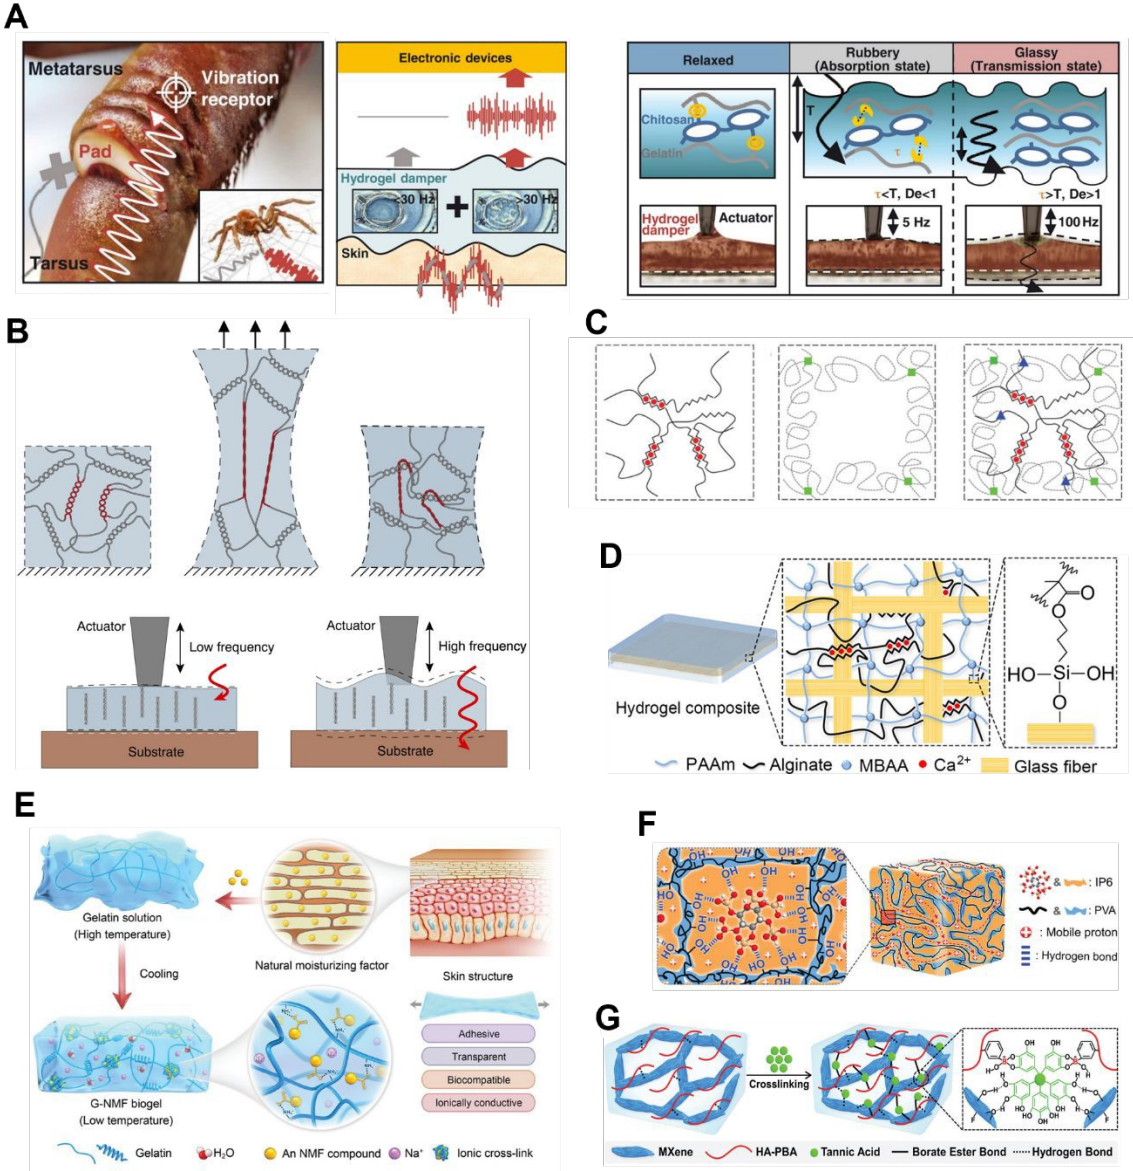 A
Metatarsus
Vibration
receptor
Pad
Tarsus
Electronic devices
Hydrogel damper
<30 Hz
+
>30 Hz
Skin
Relaxed
Rubbery
(Absorption state)
Glassy
(Transmission state)
Chitosan
Gelatin
T
τ
τ<T, De<1
τ>T, De>1
Hydrogel
damper
Actuator
5 Hz
100 Hz
B
Actuator
Low frequency
Substrate
Actuator
High frequency
Substrate
C
D
Hydrogel composite
O
O
HO
Si
OH
O
PAAm
Alginate
MBAA
Ca2+
Glass fiber
E
Gelatin solution
(High temperature)
Cooling
Natural moisturizing factor
Skin structure
G-NMF biogel
(Low temperature)
Adhesive
Transparent
Biocompatible
Ionically conductive
Gelatin
H2O
An NMF compound
Na+
Ionic cross-link
F
& : IP6
& : PVA
: Mobile proton
: Hydrogen bond
G
Crosslinking
MXene
HA-PBA
Tannic Acid
Borate Ester Bond
Hydrogen Bond